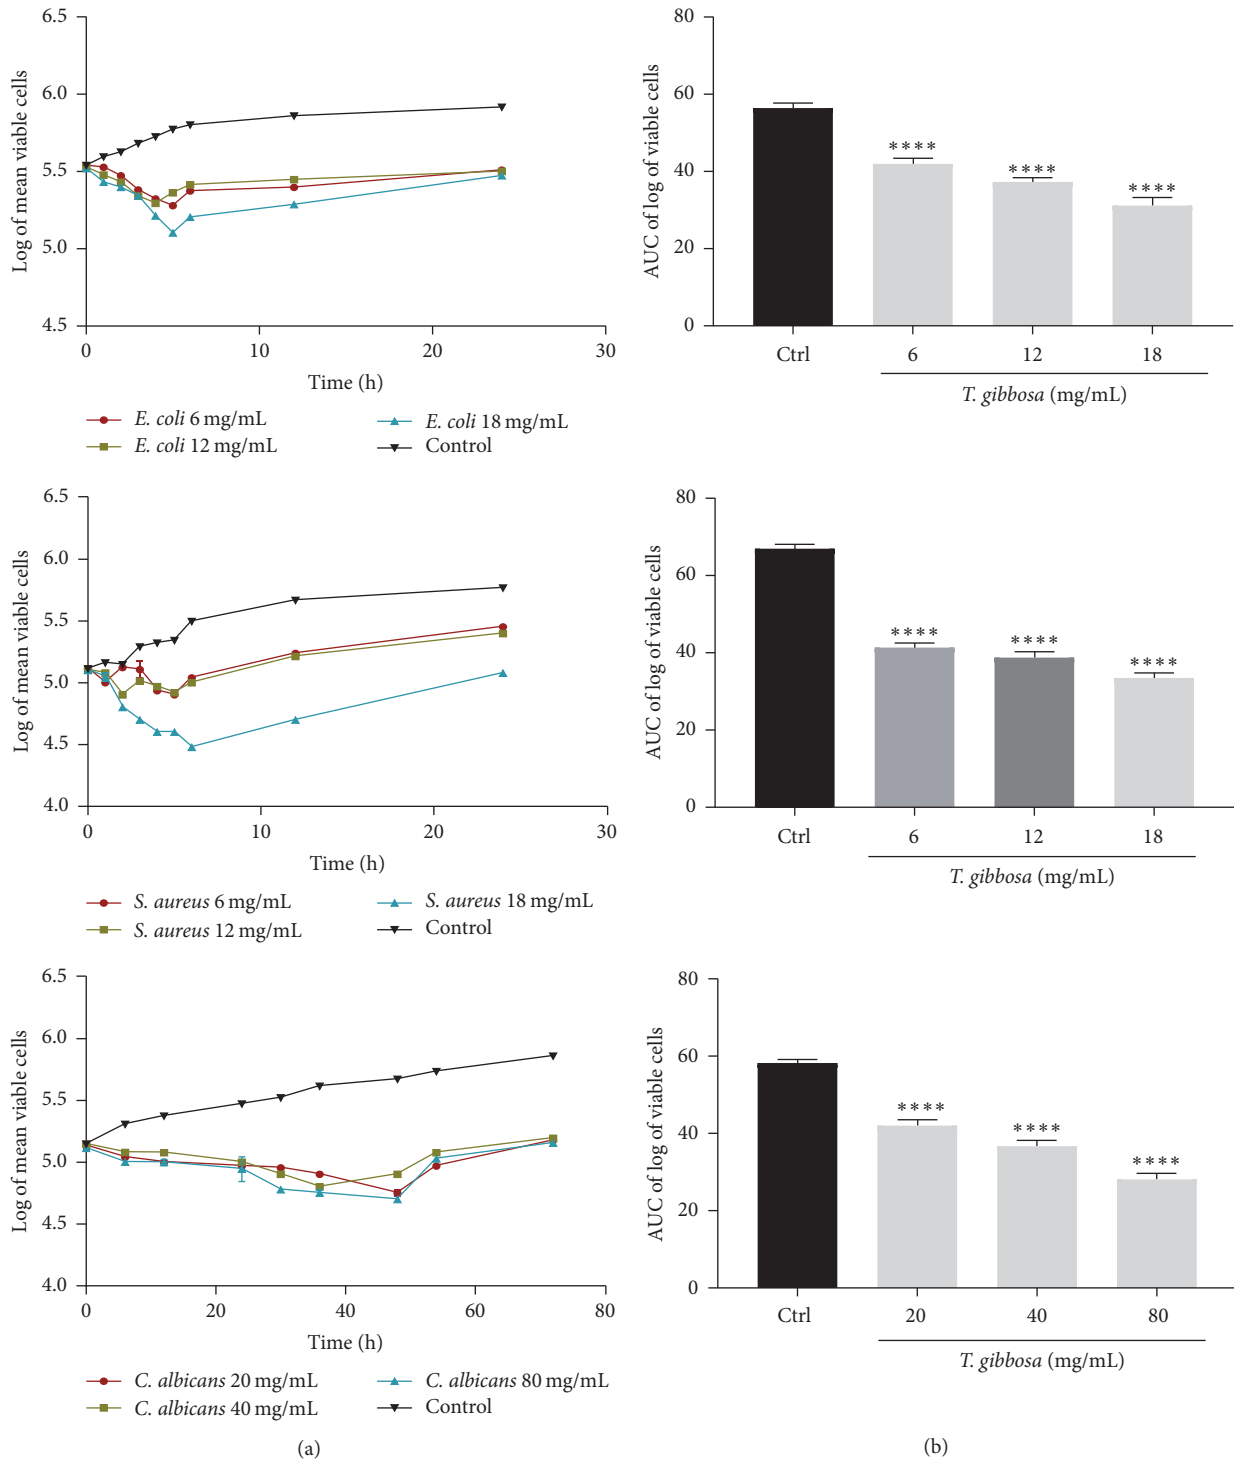 6.5
6.0
5.5
5.0
4.5
Log of mean viable cells
0 10 20 30
Time (h)
E. coli 6 mg/mL
E. coli 12 mg/mL
E. coli 18 mg/mL
Control
80
60
40
20
0
AUC of log of viable cells
****
****
****
Ctrl 6 12 18
T. gibbosa (mg/mL)
6.5
6.0
5.5
5.0
4.5
4.0
Log of mean viable cells
0 10 20 30
Time (h)
S. aureus 6 mg/mL
S. aureus 12 mg/mL
S. aureus 18 mg/mL
Control
80
60
40
20
0
AUC of log of viable cells
****
****
****
Ctrl 6 12 18
T. gibbosa (mg/mL)
6.5
6.0
5.5
5.0
4.5
4.0
Log of mean viable cells
0 20 40 60 80
Time (h)
C. albicans 20 mg/mL
C. albicans 40 mg/mL
C. albicans 80 mg/mL
Control
(a)
80
60
40
20
0
AUC of log of viable cells
****
****
****
Ctrl 20 40 80
T. gibbosa (mg/mL)
(b)